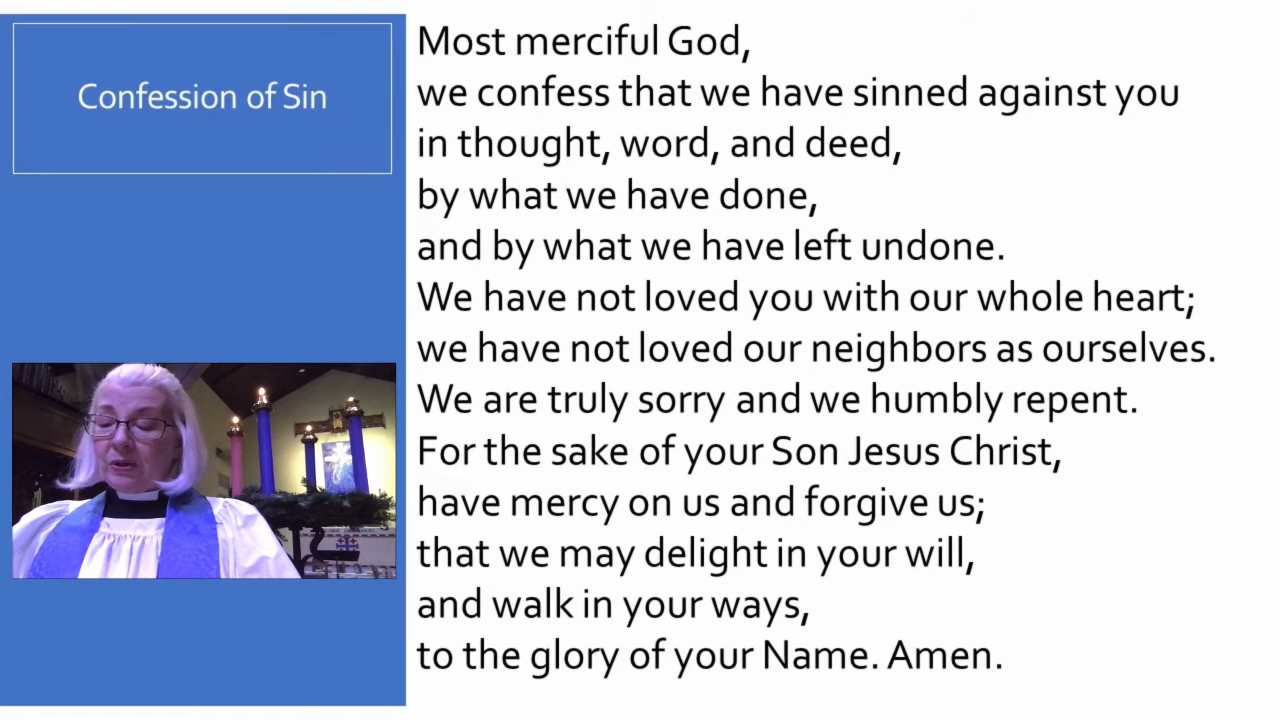 Confession of Sin
Most merciful God,
we confess that we have sinned against you
in thought, word, and deed,
by what we have done,
and by what we have left undone.
We have not loved you with our whole heart;
we have not loved our neighbors as ourselves.
We are truly sorry and we humbly repent.
For the sake of your Son Jesus Christ,
have mercy on us and forgive us;
that we may delight in your will,
and walk in your ways,
to the glory of your Name. Amen.